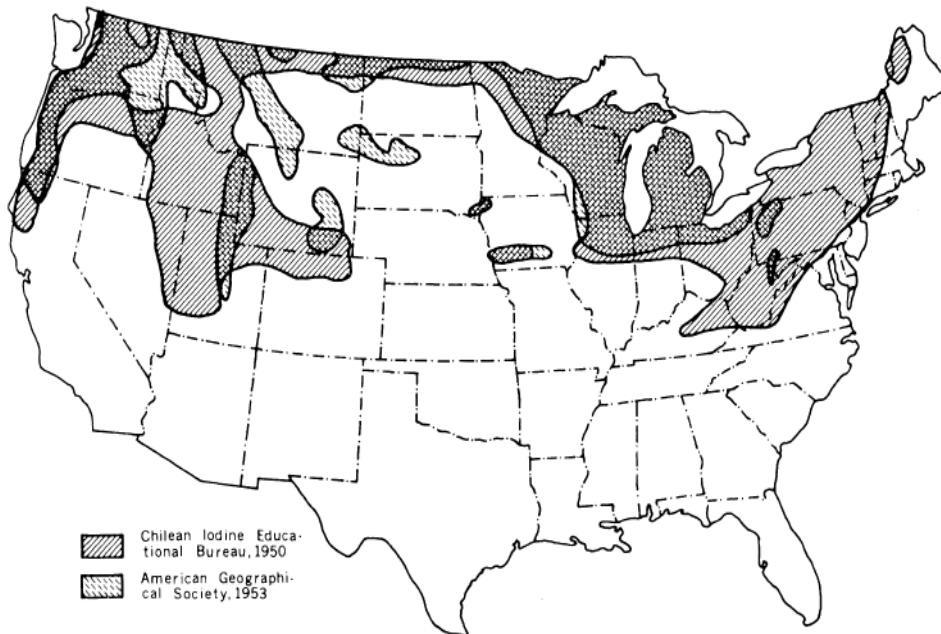 Chilean Iodine Educa-
tional Bureau, 1950
American Geographi-
cal Society, 1953